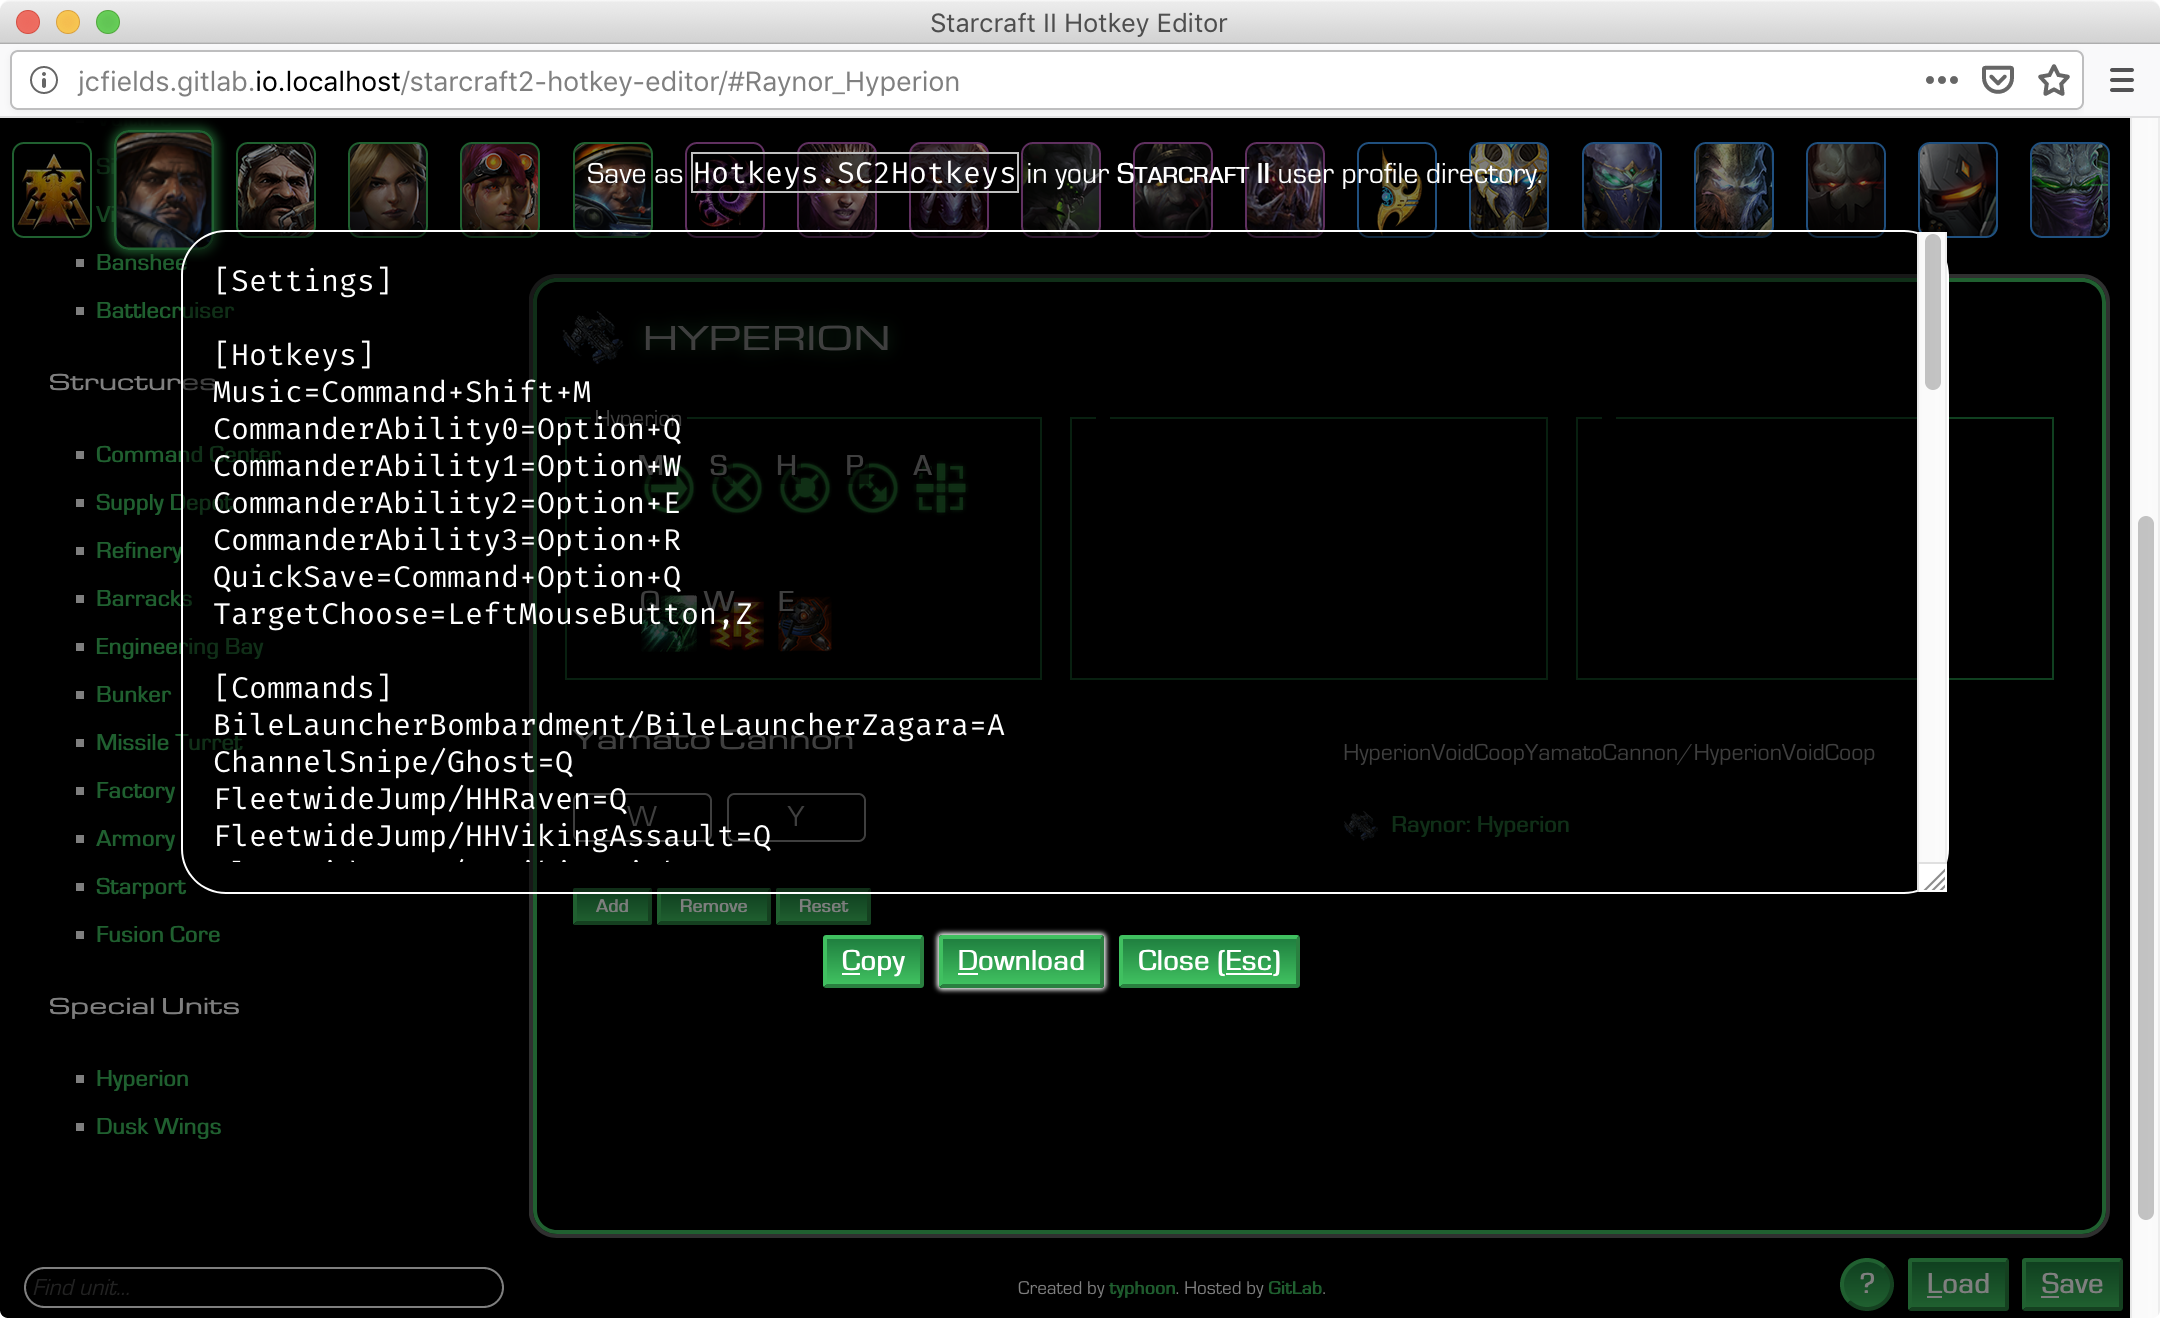 Starcraft II Hotkey Editor
jcfields.gitlab.io.localhost/starcraft2-hotkey-editor/#Raynor_Hyperion
Save as Hotkeys.SC2Hotkeys in your STARCRAFT II user profile directory.
Banshee
Battlecruiser
Structures
Command Center
Supply Depot
Refinery
Barracks
Engineering Bay
Bunker
Missile Turret
Factory
Armory
Starport
Fusion Core
Special Units
Hyperion
Dusk Wings
[Settings]
[Hotkeys]
Music=Command+Shift+M
CommanderAbility0=Option+Q
CommanderAbility1=Option+W
CommanderAbility2=Option+E
CommanderAbility3=Option+R
QuickSave=Command+Option+Q
TargetChoose=LeftMouseButton,Z
[Commands]
BileLauncherBombardment/BileLauncherZagara=A
ChannelSnipe/Ghost=Q
FleetwideJump/HHRaven=Q
FleetwideJump/HHVikingAssault=Q
HYPERION
Hyperion
M S H P A
Q W E
Yamato Cannon
HyperionVoidCoopYamatoCannon/HyperionVoidCoop
W Y
Raynor: Hyperion
Add Remove Reset
Copy Download Close (Esc)
Find unit...
Created by typhoon. Hosted by GitLab.
? Load Save